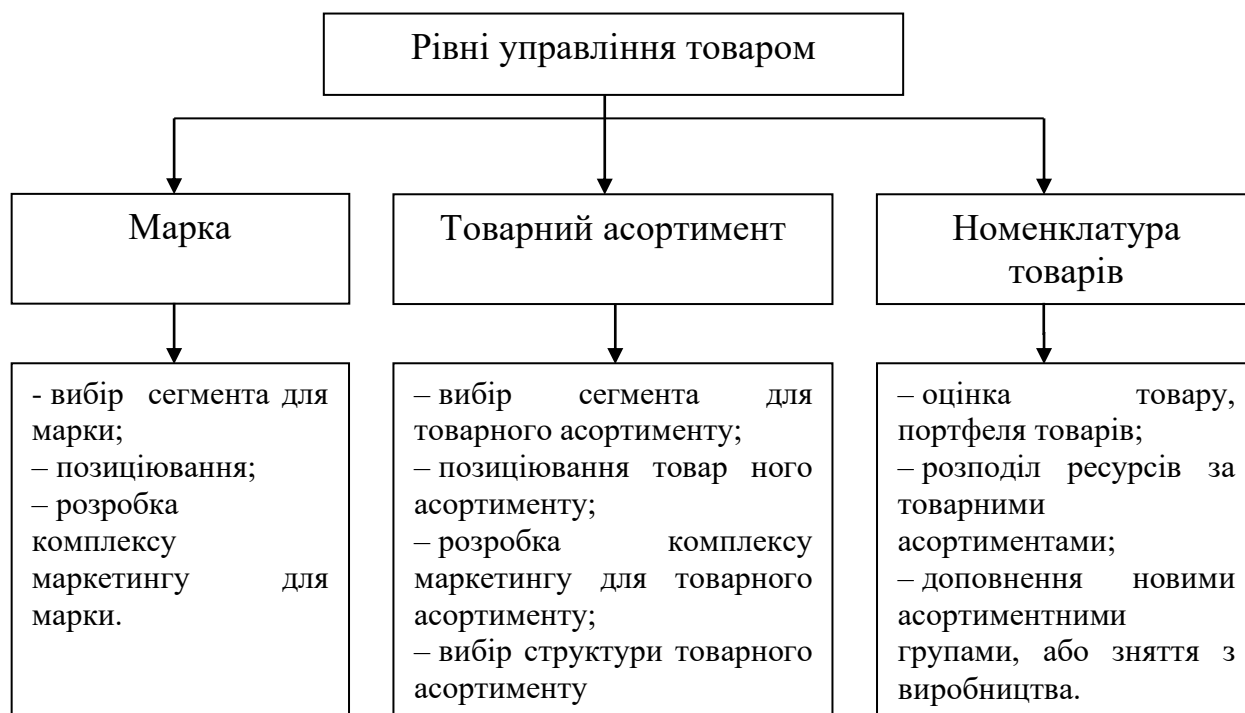 Рівні управління товаром
Марка
Товарний асортимент
Номенклатура
товарів
- вибір сегмента для
марки;
– позиціювання;
– розробка
комплексу
маркетингу для
марки.
– вибір сегмента для
товарного асортименту;
– позиціювання товар ного
асортименту;
– розробка комплексу
маркетингу для товарного
асортименту;
– вибір структури товарного
асортименту
– оцінка товару,
портфеля товарів;
– розподіл ресурсів за
товарними
асортиментами;
– доповнення новими
асортиментними
групами, або зняття з
виробництва.